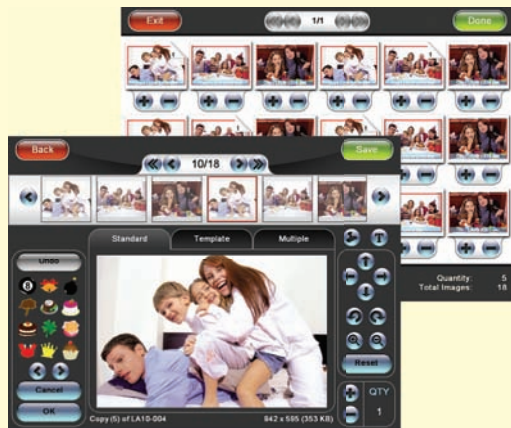 Exit
1/1
Done
Quantity: 5
Total Images: 18
Back
10/18
Save
Standard
Template
Multiple
T
Undo
8
Reset
Cancel
OK
QTY
1
Copy (5) of LA10-004
842 x 595 (353 KB)